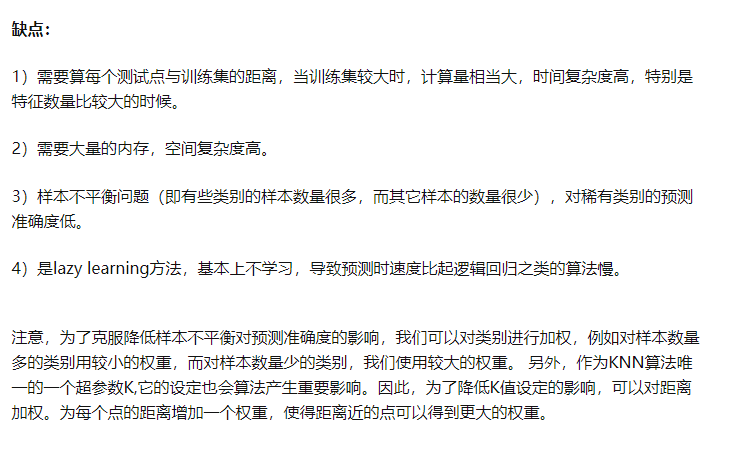 缺点：
1）需要算每个测试点与训练集的距离，当训练集较大时，计算量相当大，时间复杂度高，特别是
特征数量比较大的时候。
2）需要大量的内存，空间复杂度高。
3）样本不平衡问题（即有些类别的样本数量很多，而其它样本的数量很少），对稀有类别的预测
准确度低。
4）是lazy learning方法，基本上不学习，导致预测时速度比起逻辑回归之类的算法慢。
注意，为了克服降低样本不平衡对预测准确度的影响，我们可以对类别进行加权，例如对样本数量
多的类别用较小的权重，而对样本数量少的类别，我们使用较大的权重。 另外，作为KNN算法唯
一的一个超参数K,它的设定也会算法产生重要影响。因此，为了降低K值设定的影响，可以对距离
加权。为每个点的距离增加一个权重，使得距离近的点可以得到更大的权重。